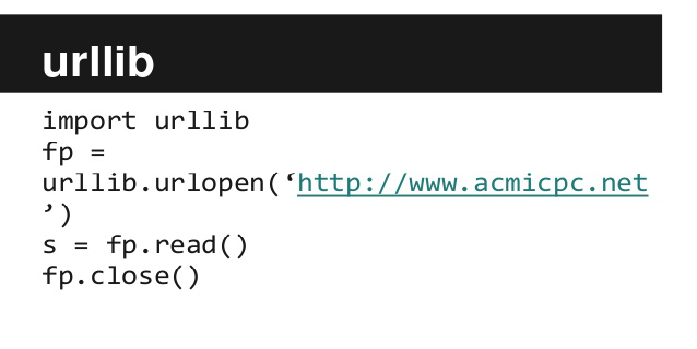 urllib
import urllib
fp =
urllib.urlopen(‘http://www.acmicpc.net
’)
s = fp.read()
fp.close()